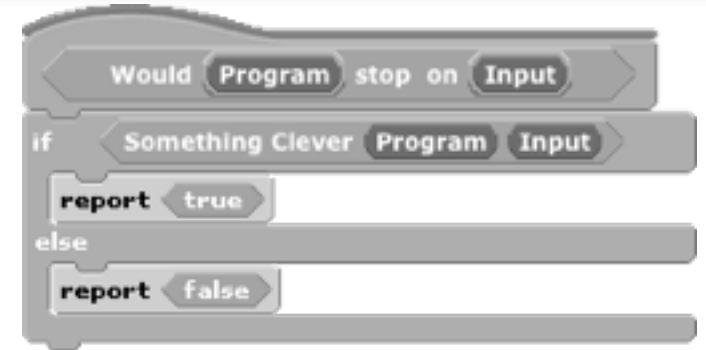 Would Program stop on Input
if Something Clever Program Input
report true
else
report false